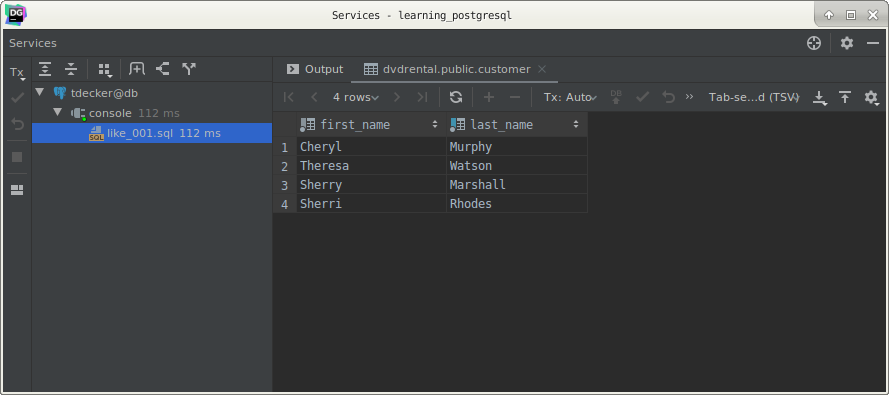 DG
Services - learning_postgresql
Services
Tx
tdecker@db
console 112 ms
SQL like_001.sql 112 ms
Output dvdrental.public.customer
4 rows Tx: Auto DB Tab-se...d (TSV)
first_name last_name
1 Cheryl Murphy
2 Theresa Watson
3 Sherry Marshall
4 Sherri Rhodes